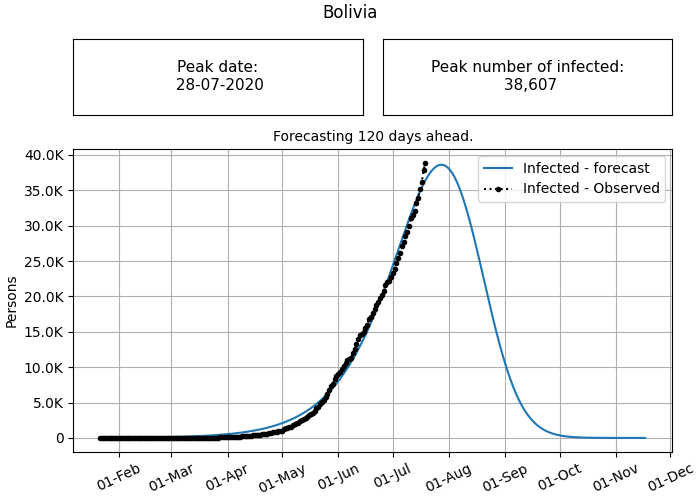 Bolivia
Peak date:
28-07-2020
Peak number of infected:
38,607
Forecasting 120 days ahead.
Infected - forecast
Infected - Observed
Persons
40.0K
35.0K
30.0K
25.0K
20.0K
15.0K
10.0K
5.0K
0
01-Feb
01-Mar
01-Apr
01-May
01-Jun
01-Jul
01-Aug
01-Sep
01-Oct
01-Nov
01-Dec